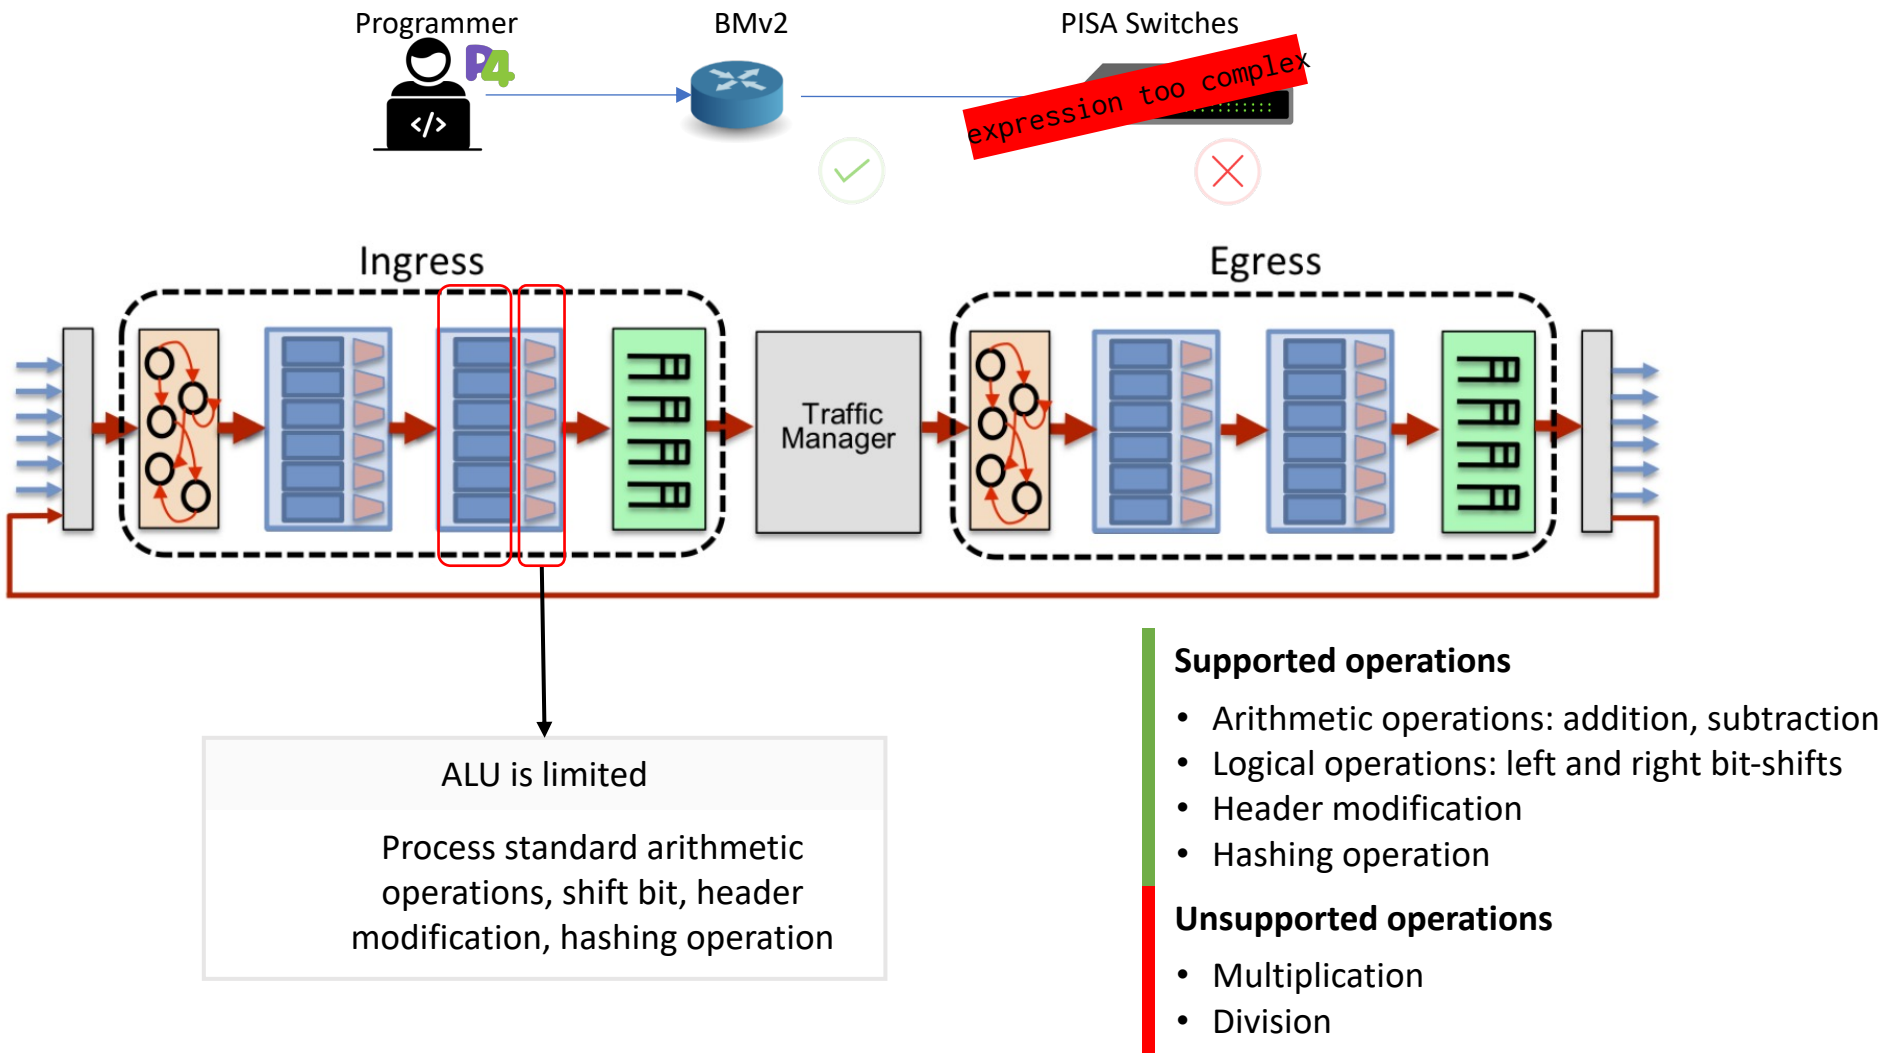 Programmer
BMv2
PISA Switches
P4
</>
expression too complex
Ingress
Egress
Traffic
Manager
ALU is limited
Process standard arithmetic
operations, shift bit, header
modification, hashing operation
Supported operations
• Arithmetic operations: addition, subtraction
• Logical operations: left and right bit-shifts
• Header modification
• Hashing operation
Unsupported operations
• Multiplication
• Division